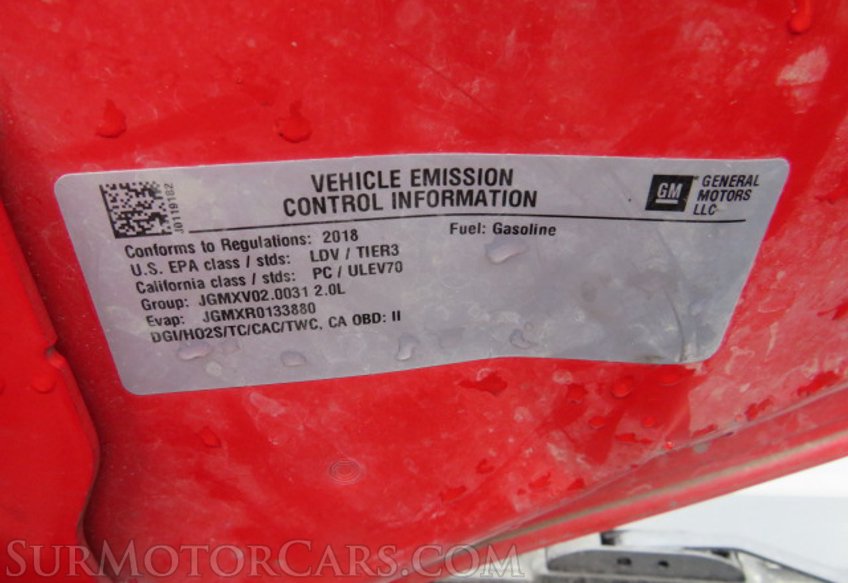 VEHICLE EMISSION
CONTROL INFORMATION
J0119182
GM
GENERAL
MOTORS
LLC
Conforms to Regulations: 2018
Fuel: Gasoline
U.S. EPA class / stds: LDV / TIER3
California class / stds: PC / ULEV70
Group: JGMXV02.0031 2.0L
Evap: JGMXR0133880
DGI/HO2S/TC/CAC/TWC, CA OBD: II
SURMOTORCARS.COM